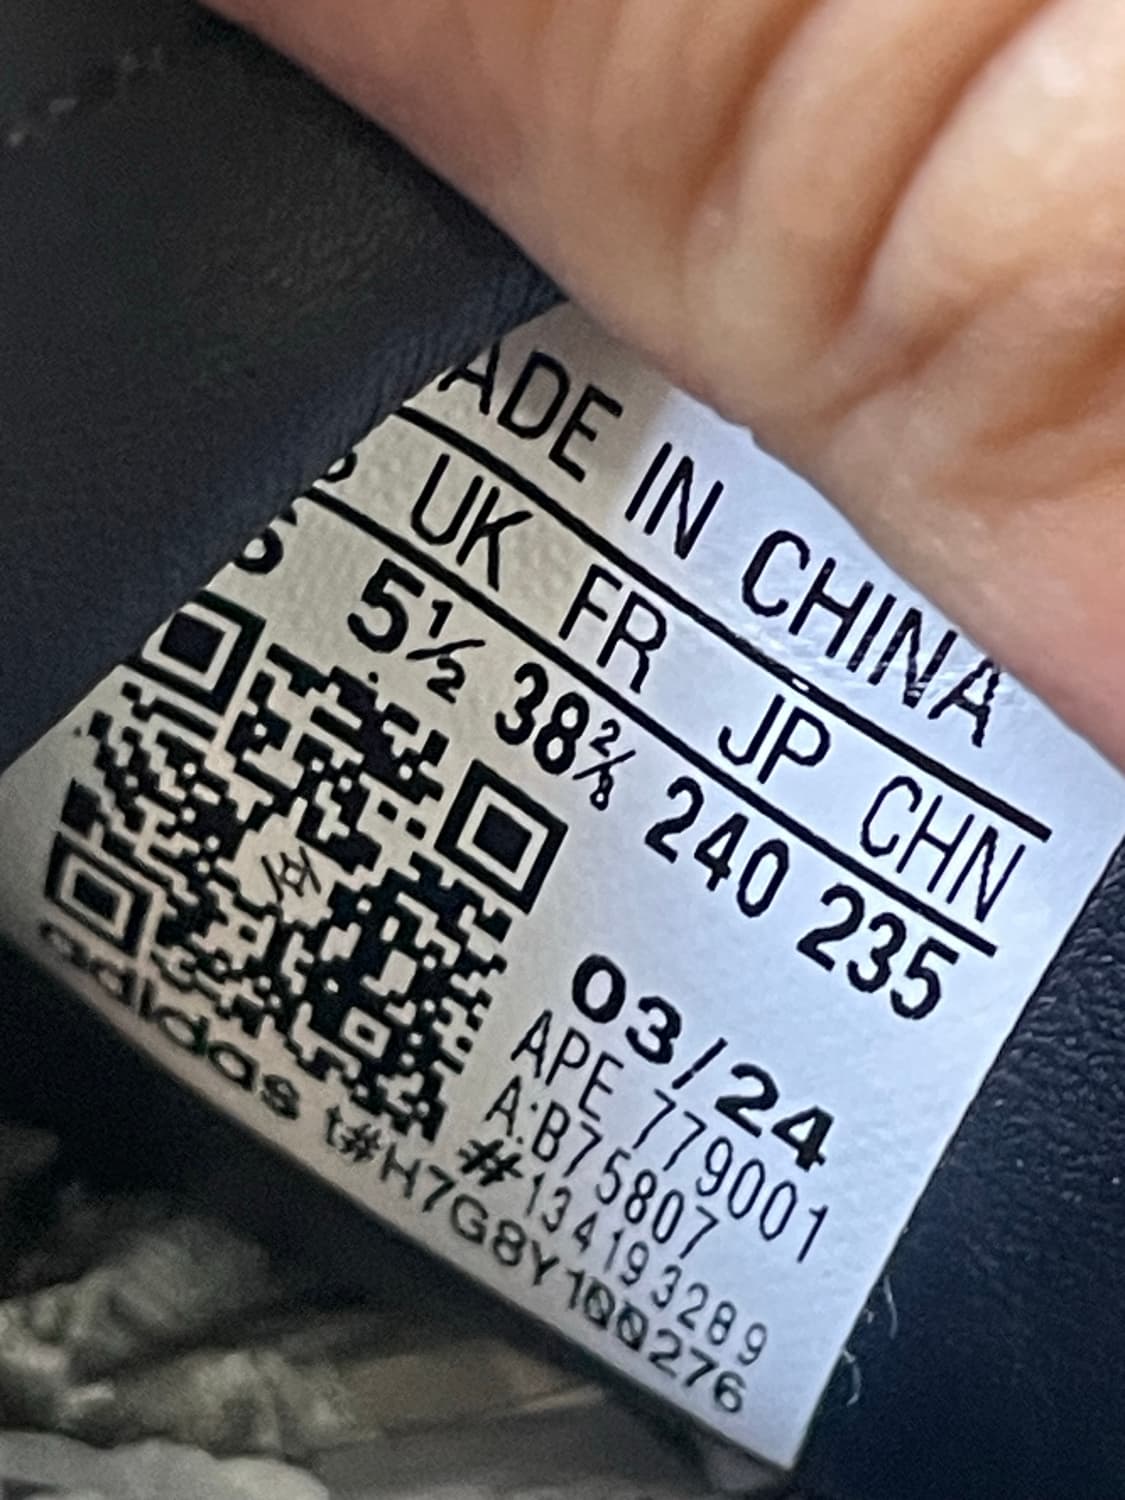 ADE IN CHINA
UK FR JP CHN
5½ 38⅔ 240 235
03/24
APE 779001
A:B75807
#134193289
adidas t#H7G8Y100276